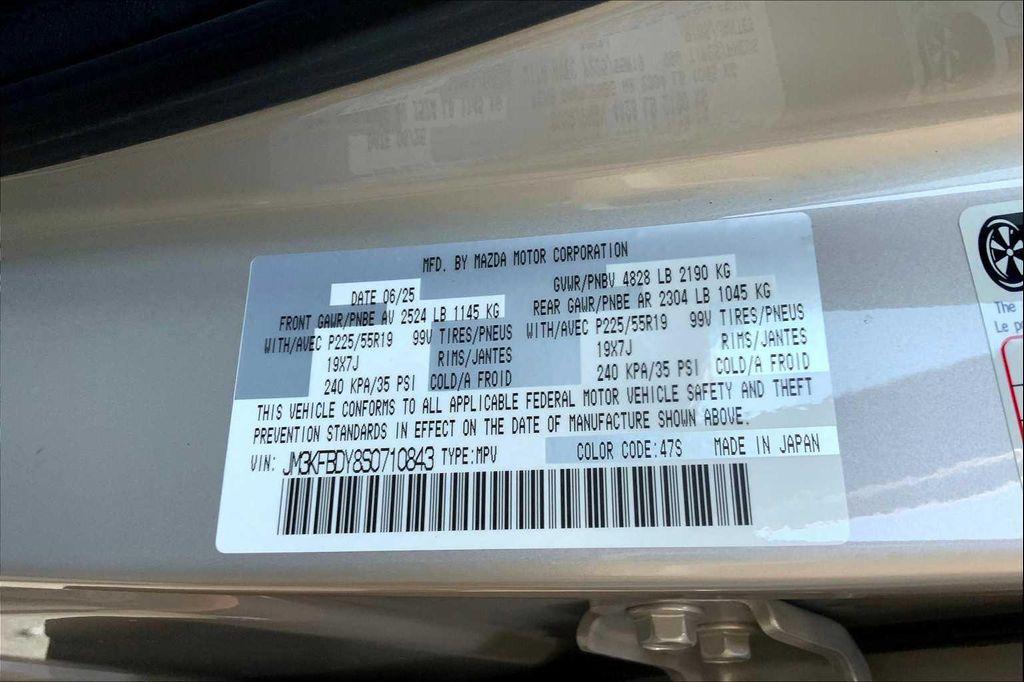 MFD. BY MAZDA MOTOR CORPORATION
DATE 06/25 GVWR/PNBV 4828 LB 2190 KG
FRONT GAWR/PNBE AV 2524 LB 1145 KG REAR GAWR/PNBE AR 2304 LB 1045 KG
WITH/AVEC P225/55R19 99V TIRES/PNEUS WITH/AVEC P225/55R19 99V TIRES/PNEUS
19X7J RIMS/JANTES 19X7J RIMS/JANTES
240 KPA/35 PSI COLD/A FROID 240 KPA/35 PSI COLD/A FROID
THIS VEHICLE CONFORMS TO ALL APPLICABLE FEDERAL MOTOR VEHICLE SAFETY AND THEFT
PREVENTION STANDARDS IN EFFECT ON THE DATE OF MANUFACTURE SHOWN ABOVE.
VIN: JM3KFBDY8S0710843 TYPE:MPV COLOR CODE:47S MADE IN JAPAN
The
Le